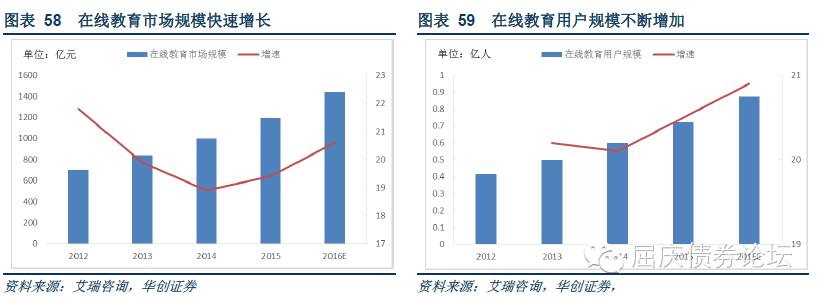 图表 58 在线教育市场规模快速增长
单位：亿元
在线教育市场规模
增速
1600
1400
1200
1000
800
600
400
200
0
23
22
21
20
19
18
17
2012
2013
2014
2015
2016E
资料来源：艾瑞咨询，华创证券
图表 59 在线教育用户规模不断增加
单位：亿人
在线教育用户规模
增速
1
0.9
0.8
0.7
0.6
0.5
0.4
0.3
0.2
0.1
0
21
20
19
2012
2013
2014
2015
2016E
资料来源：艾瑞咨询，华创证券，
屈庆债券论坛